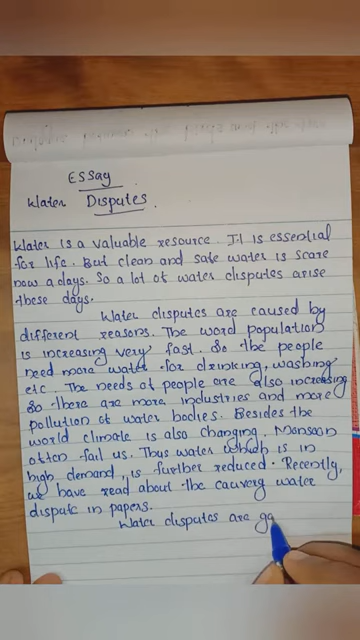 Essay
Water Disputes.
Water is a valuable resource. It is essential
for life. But clean and safe water is scare
now a days. So a lot of water disputes arise
these days.
Water disputes are caused by
different reasons. The word population
is increasing very fast. So the people
need more water for drinking, washing
etc. The needs of people are also increasing
So there are more industries and more
pollution of water bodies. Besides the
world climate is also changing. Monsoon
often fail us. Thus water which is in
high demand, is further reduced. Recently,
we have read about the cauvery water
dispute in papers.
Water disputes are ga